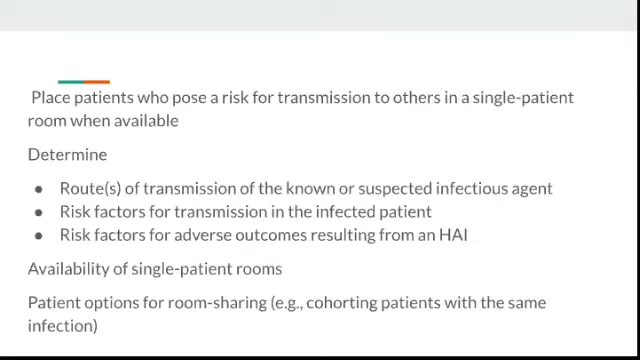 Place patients who pose a risk for transmission to others in a single-patient
room when available
Determine
● Route(s) of transmission of the known or suspected infectious agent
● Risk factors for transmission in the infected patient
● Risk factors for adverse outcomes resulting from an HAI
Availability of single-patient rooms
Patient options for room-sharing (e.g., cohorting patients with the same
infection)